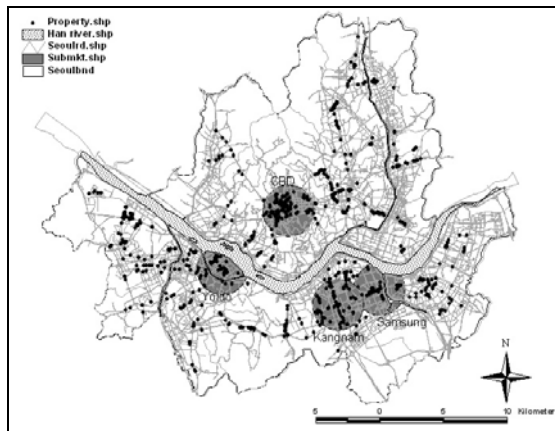 Property.shp
Han river.shp
Seoulrd.shp
Submkt.shp
Seoulbnd
CBD
Yoido
Kangnam
Samsung
N
5 0 5 10 Kilometer